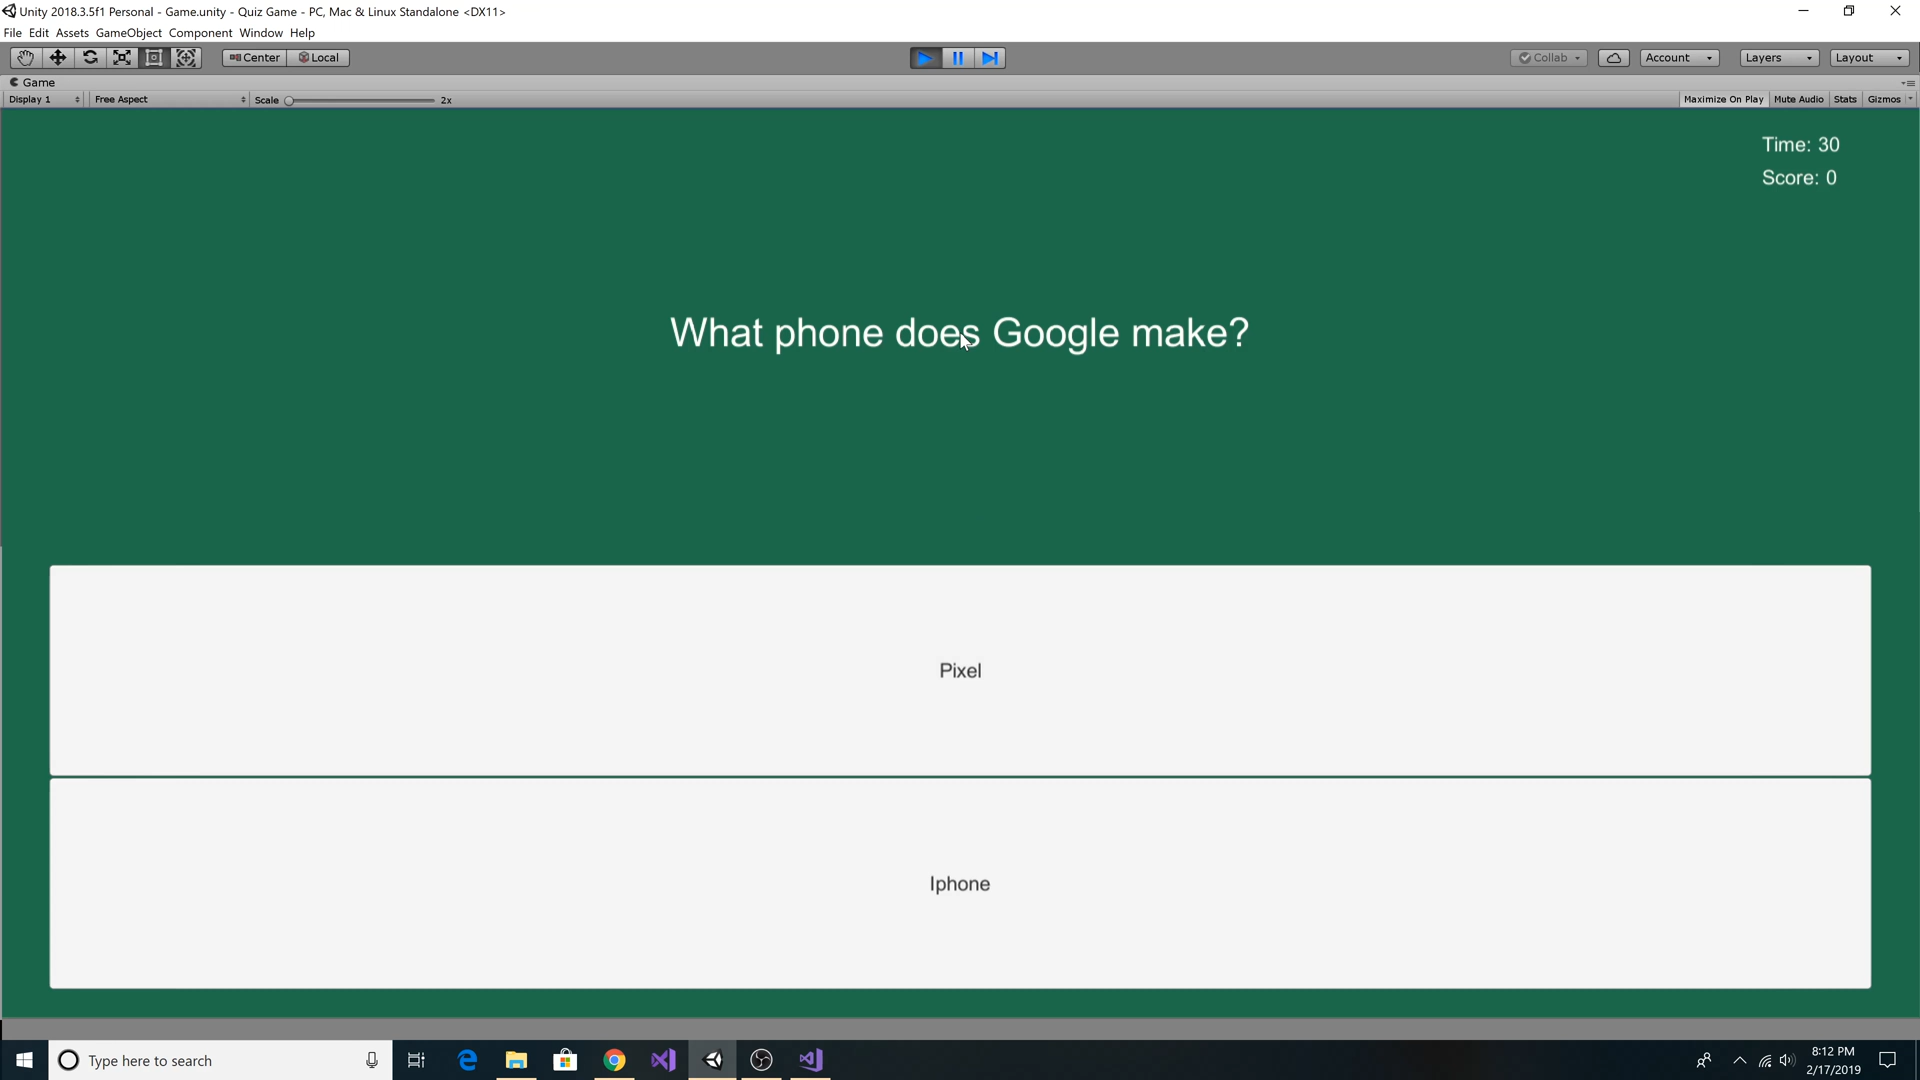 Unity 2018.3.5f1 Personal - Game.unity - Quiz Game - PC, Mac & Linux Standalone <DX11>
File Edit Assets GameObject Component Window Help
Center Local Collab Account Layers Layout
Game
Display 1 Free Aspect Scale 2x Maximize On Play Mute Audio Stats Gizmos
Time: 30
Score: 0
What phone does Google make?
Pixel
Iphone
Type here to search
8:12 PM
2/17/2019